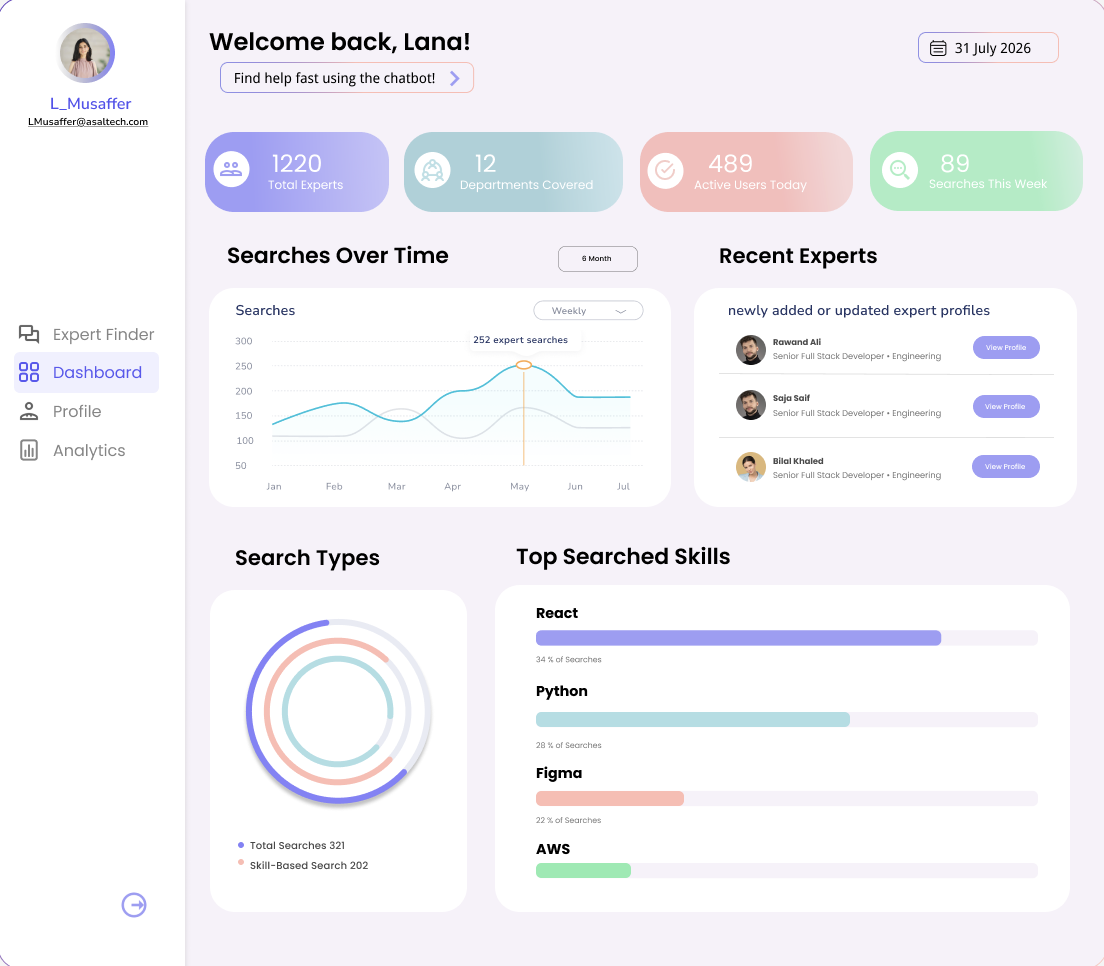 L_Musaffer
LMusaffer@asaltech.com
Expert Finder
Dashboard
Profile
Analytics
Welcome back, Lana!
Find help fast using the chatbot!
31 July 2026
1220
Total Experts
12
Departments Covered
489
Active Users Today
89
Searches This Week
Searches Over Time
6 Month
Searches
Weekly
252 expert searches
300
250
200
150
100
50
Jan Feb Mar Apr May Jun Jul
Recent Experts
newly added or updated expert profiles
Rawand Ali
Senior Full Stack Developer • Engineering
View Profile
Saja Saif
Senior Full Stack Developer • Engineering
View Profile
Bilal Khaled
Senior Full Stack Developer • Engineering
View Profile
Search Types
Total Searches 321
Skill-Based Search 202
Top Searched Skills
React
34 % of Searches
Python
28 % of Searches
Figma
22 % of Searches
AWS